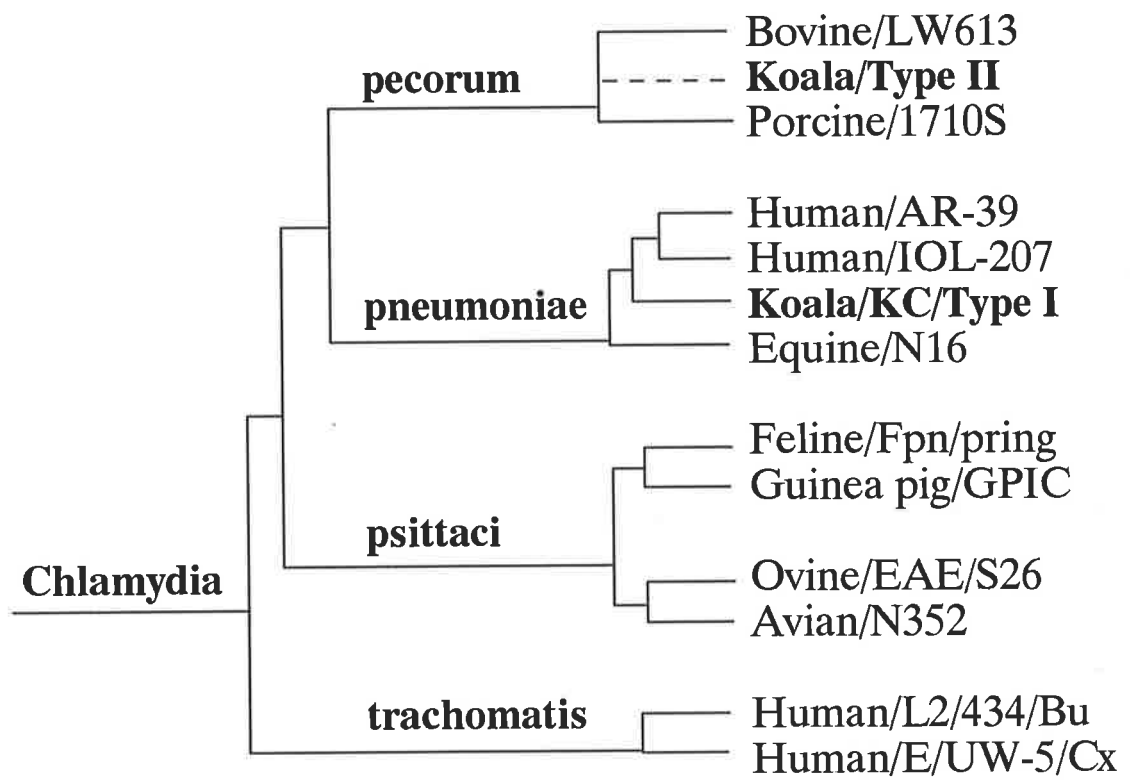 Bovine/LW613
pecorum
Koala/Type II
Porcine/1710S
Human/AR-39
Human/IOL-207
pneumoniae
Koala/KC/Type I
Equine/N16
Feline/Fpn/pring
Guinea pig/GPIC
psittaci
Chlamydia
Ovine/EAE/S26
Avian/N352
trachomatis
Human/L2/434/Bu
Human/E/UW-5/Cx